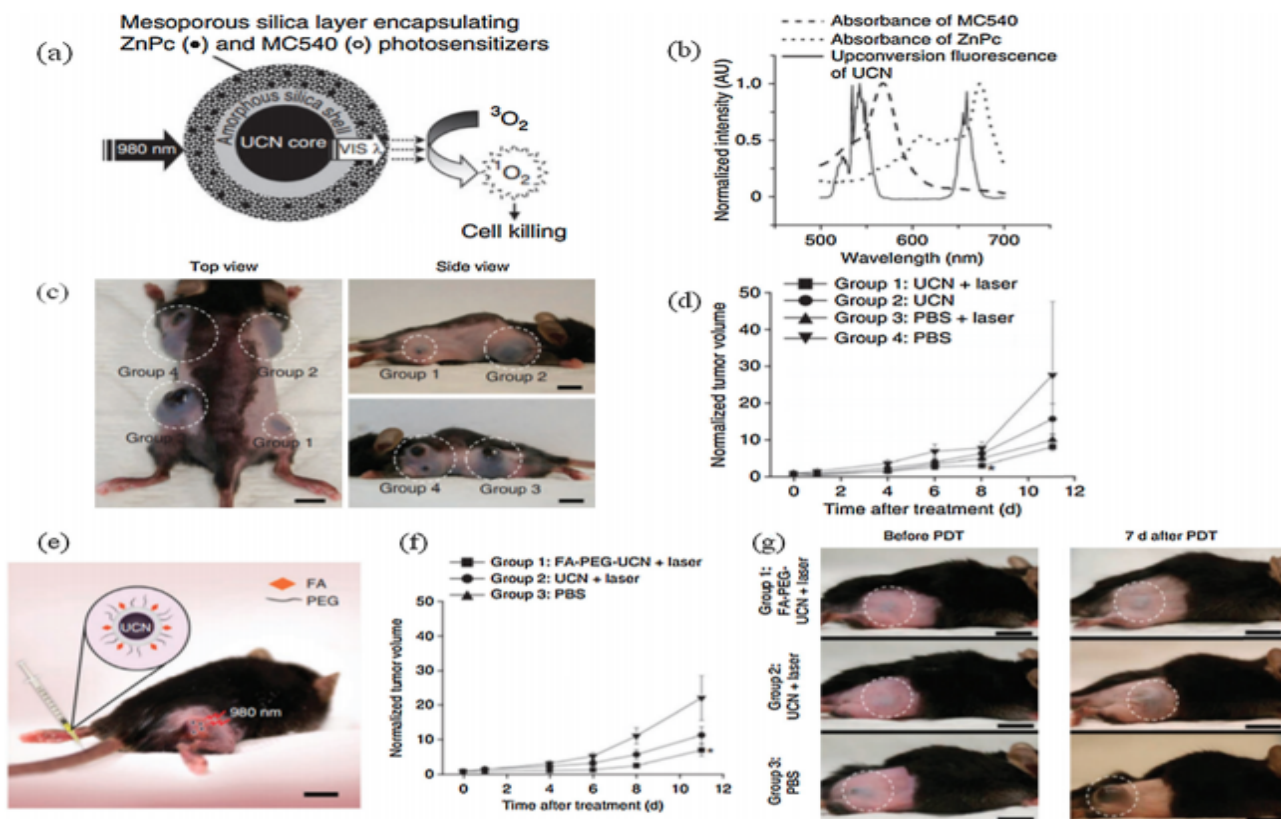 Mesoporous silica layer encapsulating
ZnPc (•) and MC540 (o) photosensitizers
(a)
Amorphous silica shell
UCN core
980 nm
VIS λ
³O₂
¹O₂
Cell killing
(b)
Absorbance of MC540
Absorbance of ZnPc
Upconversion fluorescence
of UCN
Normalized intensity (AU)
1.0
0.5
0
500
600
700
Wavelength (nm)
(c)
Top view
Side view
Group 4
Group 2
Group
Group 1
Group 1
Group 2
Group 4
Group 3
(d)
Group 1: UCN + laser
Group 2: UCN
Group 3: PBS + laser
Group 4: PBS
Normalized tumor volume
50
40
30
20
10
0
0
2
4
6
8
10
12
Time after treatment (d)
(e)
FA
PEG
UCN
980 nm
(f)
Group 1: FA-PEG-UCN + laser
Group 2: UCN + laser
Group 3: PBS
Normalized tumor volume
50
40
30
20
10
0
*
0
2
4
6
8
10
12
Time after treatment (d)
(g)
Before PDT
7 d after PDT
Group 1:
FA-PEG-
UCN + laser
Group 2:
UCN + laser
Group 3:
PBS